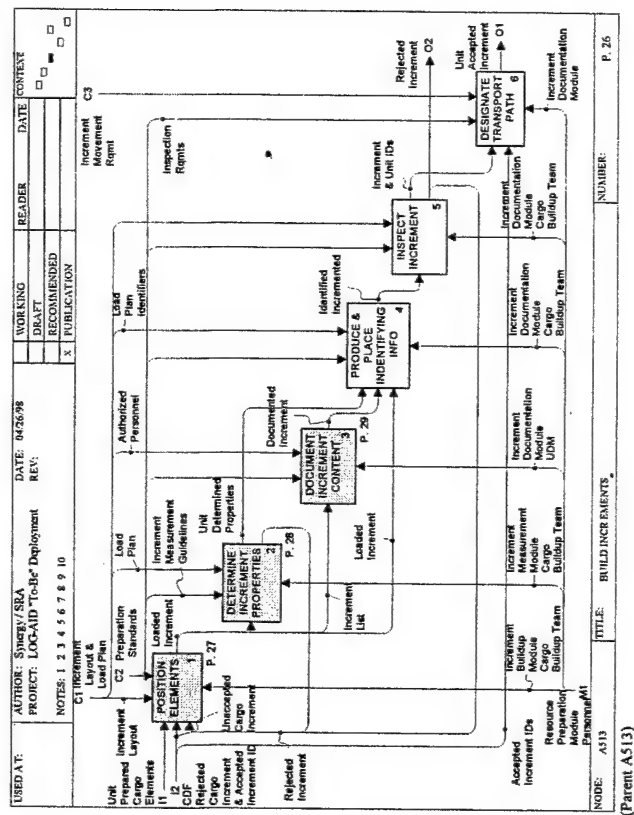 USED AT:
AUTHOR: Synergy / SRA
PROJECT: LOG-AID "To-Be" Deployment
NOTES: 1 2 3 4 5 6 7 8 9 10
DATE: 04/26/98
REV:
WORKING
DRAFT
RECOMMENDED
X PUBLICATION
READER
DATE
CONTEXT
C1 Increment
Layout &
Load Plan
C2 Preparation
Standards
Load
Plan
Authorized
Personnel
Load
Plan
Identifiers
Increment
Movement
Rqmt
C3
Inspection
Rqmts
Increment
Measurement
Guidelines
Increment
Layout
Unit
Prepared
Cargo
Elements
I1
I2
CDF
Rejected
Cargo
Increment
& Accepted
Increment ID
Rejected
Increment
POSITION
ELEMENTS
1
P. 27
Loaded
Increment
Unaccepted
Cargo
Increment
DETERMINE
INCREMENT
PROPERTIES
2
P. 28
Unit
Determined
Properties
Increment
List
DOCUMENT
INCREMENT
CONTENT
3
P. 29
Documented
Increment
Loaded
Increment
PRODUCE &
PLACE
INDENTIFYING
INFO
4
Identified
Incremented
INSPECT
INCREMENT
5
Increment
& Unit IDs
Rejected
Increment
O2
DESIGNATE
TRANSPORT
PATH
6
Unit
Accepted
Increment
O1
Accepted
Increment IDs
Resource
Preparation
Module
Personnel
M1
Increment
Buildup
Module
Cargo
Buildup Team
Increment
Measurement
Module
Cargo
Buildup Team
Increment
Documentation
Module
UDM
Increment
Documentation
Module
Cargo
Buildup Team
Increment
Documentation
Module
Cargo
Buildup Team
Increment
Documentation
Module
NODE: A513
TITLE: BUILD INCREMENTS
NUMBER:
P. 26
(Parent A513)